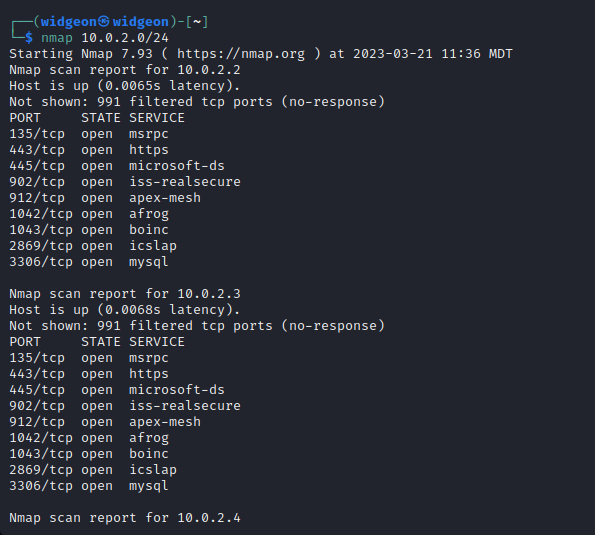 ┌──(widgeon㉿widgeon)-[~]
└─$ nmap 10.0.2.0/24
Starting Nmap 7.93 ( https://nmap.org ) at 2023-03-21 11:36 MDT
Nmap scan report for 10.0.2.2
Host is up (0.0065s latency).
Not shown: 991 filtered tcp ports (no-response)
PORT     STATE SERVICE
135/tcp  open  msrpc
443/tcp  open  https
445/tcp  open  microsoft-ds
902/tcp  open  iss-realsecure
912/tcp  open  apex-mesh
1042/tcp open  afrog
1043/tcp open  boinc
2869/tcp open  icslap
3306/tcp open  mysql

Nmap scan report for 10.0.2.3
Host is up (0.0068s latency).
Not shown: 991 filtered tcp ports (no-response)
PORT     STATE SERVICE
135/tcp  open  msrpc
443/tcp  open  https
445/tcp  open  microsoft-ds
902/tcp  open  iss-realsecure
912/tcp  open  apex-mesh
1042/tcp open  afrog
1043/tcp open  boinc
2869/tcp open  icslap
3306/tcp open  mysql

Nmap scan report for 10.0.2.4